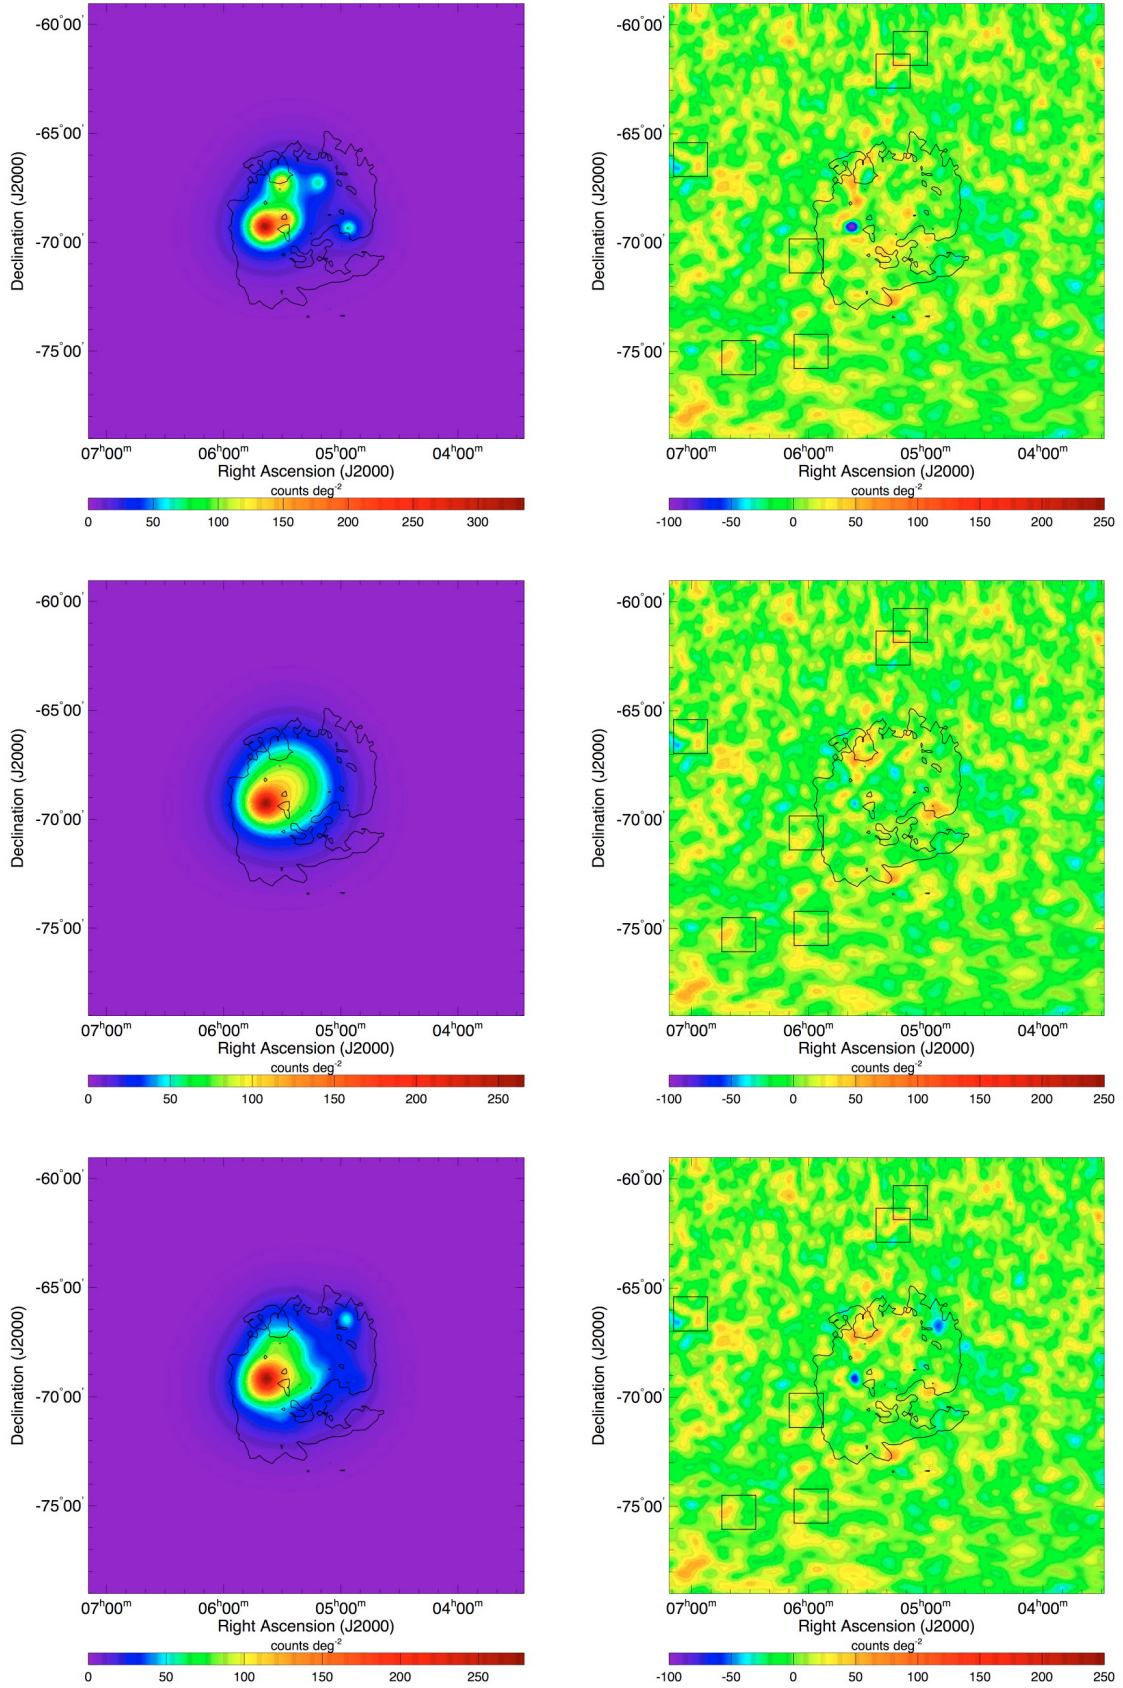 -60°00'
-65°00'
-70°00'
-75°00'
Declination (J2000)
07h00m 06h00m 05h00m 04h00m
Right Ascension (J2000)
counts deg-2
0 50 100 150 200 250 300
-60°00'
-65°00'
-70°00'
-75°00'
Declination (J2000)
07h00m 06h00m 05h00m 04h00m
Right Ascension (J2000)
counts deg-2
-100 -50 0 50 100 150 200 250
-60°00'
-65°00'
-70°00'
-75°00'
Declination (J2000)
07h00m 06h00m 05h00m 04h00m
Right Ascension (J2000)
counts deg-2
0 50 100 150 200 250
-60°00'
-65°00'
-70°00'
-75°00'
Declination (J2000)
07h00m 06h00m 05h00m 04h00m
Right Ascension (J2000)
counts deg-2
-100 -50 0 50 100 150 200 250
-60°00'
-65°00'
-70°00'
-75°00'
Declination (J2000)
07h00m 06h00m 05h00m 04h00m
Right Ascension (J2000)
counts deg-2
0 50 100 150 200 250
-60°00'
-65°00'
-70°00'
-75°00'
Declination (J2000)
07h00m 06h00m 05h00m 04h00m
Right Ascension (J2000)
counts deg-2
-100 -50 0 50 100 150 200 250